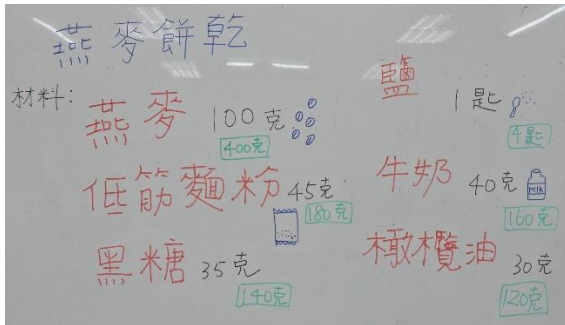 燕麥餅乾
材料:
燕麥 100克
400克
低筋麵粉 45克
180克
黑糖 35克
140克
鹽 1匙
4匙
牛奶 40克
MILK
160克
橄欖油 30克
120克